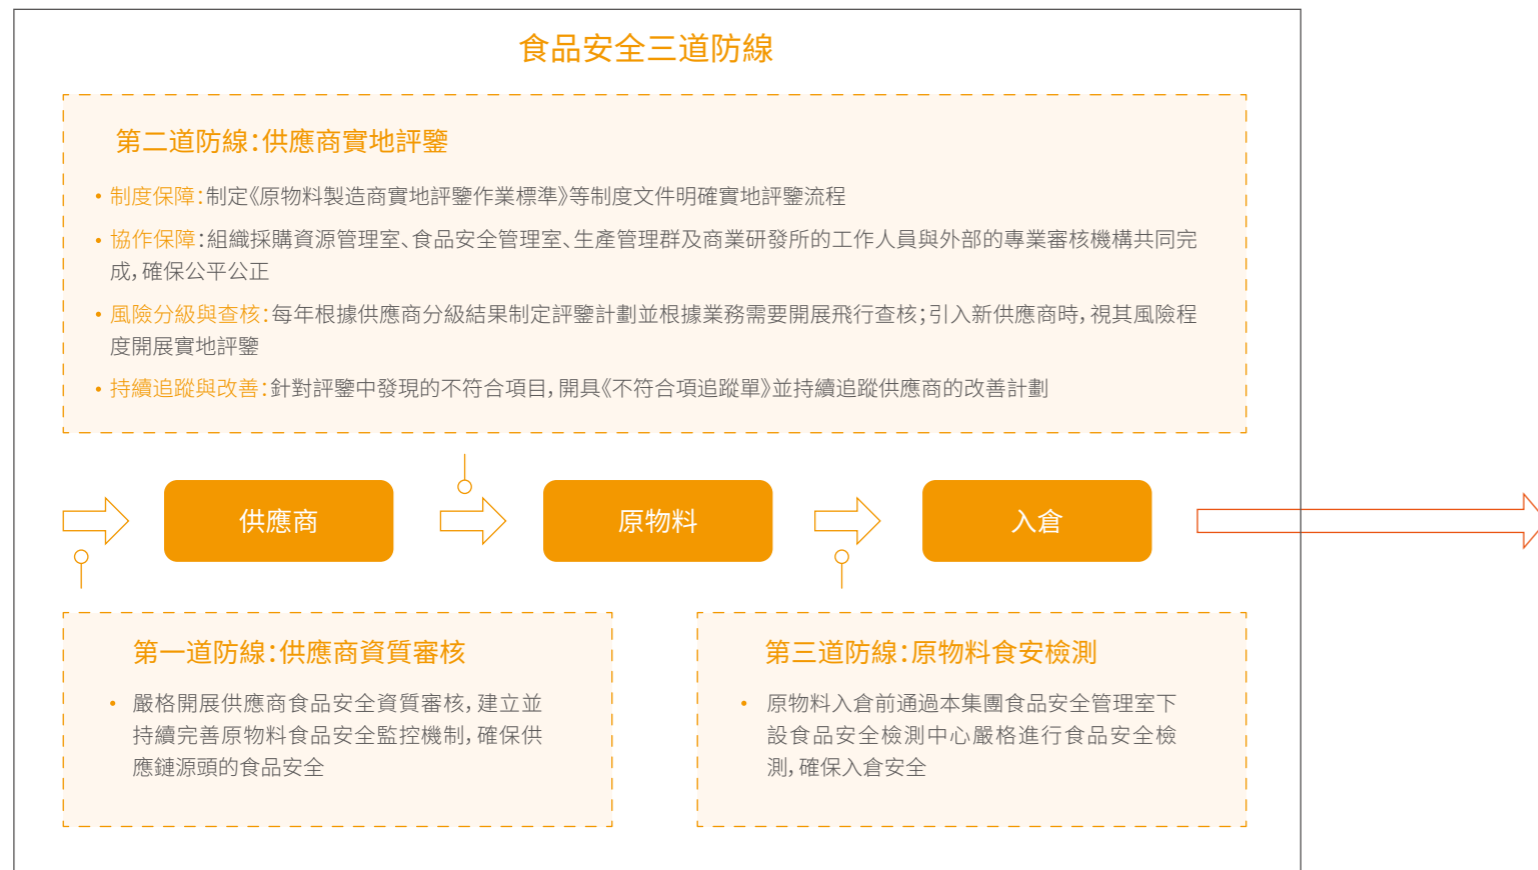 食品安全三道防線
第二道防線：供應商實地評鑒
• 制度保障：制定《原物料製造商實地評鑒作業標準》等制度文件明確實地評鑒流程
• 協作保障：組織採購資源管理室、食品安全管理室、生產管理群及商業研發所的工作人員與外部的專業審核機構共同完
成，確保公平公正
• 風險分級與查核：每年根據供應商分級結果制定評鑒計劃並根據業務需要開展飛行查核；引入新供應商時，視其風險程
度開展實地評鑒
• 持續追蹤與改善：針對評鑒中發現的不符合項目，開具《不符合項追蹤單》並持續追蹤供應商的改善計劃
供應商
原物料
入倉
第一道防線：供應商資質審核
• 嚴格開展供應商食品安全資質審核，建立並
持續完善原物料食品安全監控機制，確保供
應鏈源頭的食品安全
第三道防線：原物料食安檢測
• 原物料入倉前通過本集團食品安全管理室下
設食品安全檢測中心嚴格進行食品安全檢
測，確保入倉安全